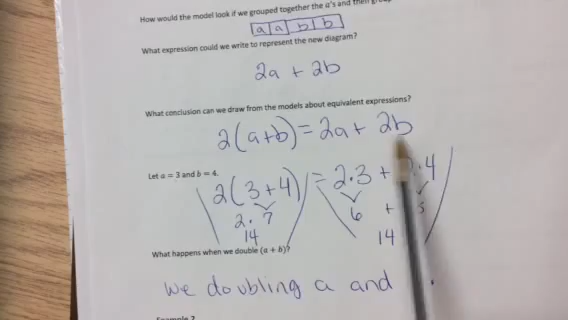 How would the model look if we grouped together the a's and then
a a b b
What expression could we write to represent the new diagram?
2a + 2b
What conclusion can we draw from the models about equivalent expressions?
2(a+b) = 2a + 2b
Let a = 3 and b = 4.
2(3+4) = 2·3 + ·4
2·7 6 +
14 14
What happens when we double (a + b)?
we doubling a and .